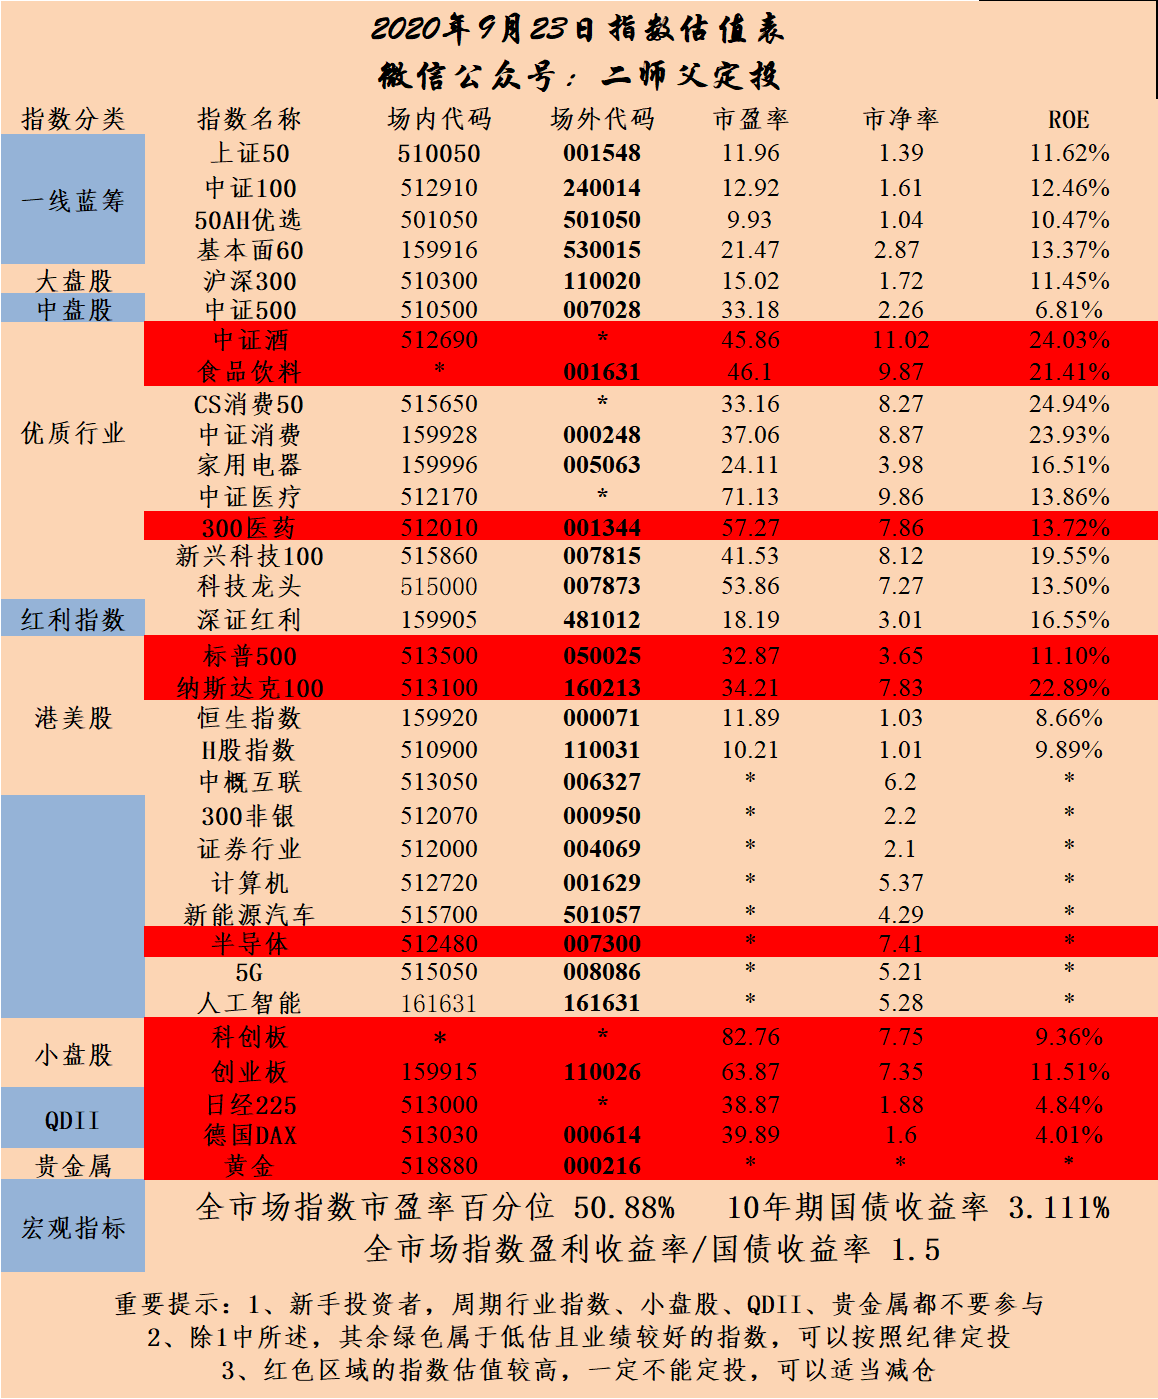 2020年9月23日指数估值表
微信公众号：二师父定投
指数分类 指数名称 场内代码 场外代码 市盈率 市净率 ROE
一线蓝筹 上证50 510050 001548 11.96 1.39 11.62%
中证100 512910 240014 12.92 1.61 12.46%
50AH优选 501050 501050 9.93 1.04 10.47%
基本面60 159916 530015 21.47 2.87 13.37%
大盘股 沪深300 510300 110020 15.02 1.72 11.45%
中盘股 中证500 510500 007028 33.18 2.26 6.81%
优质行业 中证酒 512690 * 45.86 11.02 24.03%
食品饮料 * 001631 46.1 9.87 21.41%
CS消费50 515650 * 33.16 8.27 24.94%
中证消费 159928 000248 37.06 8.87 23.93%
家用电器 159996 005063 24.11 3.98 16.51%
中证医疗 512170 * 71.13 9.86 13.86%
300医药 512010 001344 57.27 7.86 13.72%
新兴科技100 515860 007815 41.53 8.12 19.55%
科技龙头 515000 007873 53.86 7.27 13.50%
红利指数 深证红利 159905 481012 18.19 3.01 16.55%
港美股 标普500 513500 050025 32.87 3.65 11.10%
纳斯达克100 513100 160213 34.21 7.83 22.89%
恒生指数 159920 000071 11.89 1.03 8.66%
H股指数 510900 110031 10.21 1.01 9.89%
中概互联 513050 006327 * 6.2 *
300非银 512070 000950 * 2.2 *
证券行业 512000 004069 * 2.1 *
计算机 512720 001629 * 5.37 *
新能源汽车 515700 501057 * 4.29 *
半导体 512480 007300 * 7.41 *
5G 515050 008086 * 5.21 *
人工智能 161631 161631 * 5.28 *
小盘股 科创板 * * 82.76 7.75 9.36%
创业板 159915 110026 63.87 7.35 11.51%
QDII 日经225 513000 * 38.87 1.88 4.84%
德国DAX 513030 000614 39.89 1.6 4.01%
贵金属 黄金 518880 000216 * * *
宏观指标 全市场指数市盈率百分位 50.88% 10年期国债收益率 3.111%
全市场指数盈利收益率/国债收益率 1.5
重要提示：1、新手投资者，周期行业指数、小盘股、QDII、贵金属都不要参与
2、除1中所述，其余绿色属于低估且业绩较好的指数，可以按照纪律定投
3、红色区域的指数估值较高，一定不能定投，可以适当减仓